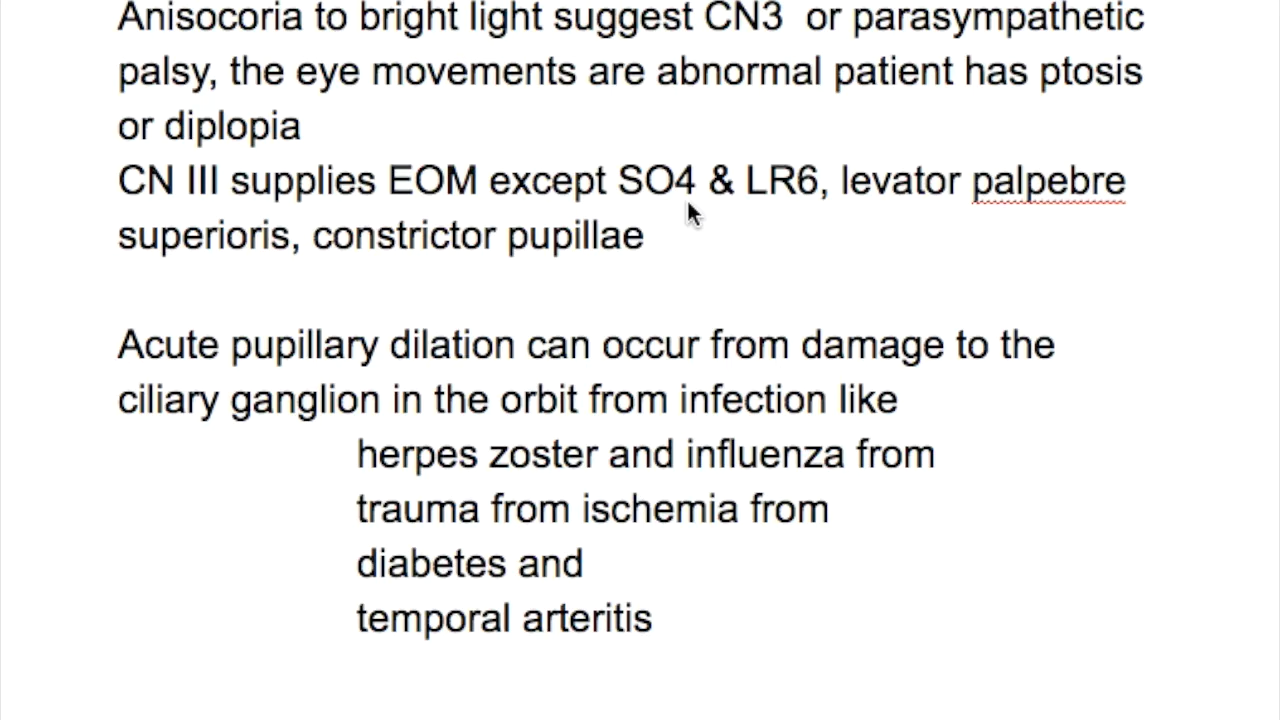 Anisocoria to bright light suggest CN3  or parasympathetic
palsy, the eye movements are abnormal patient has ptosis
or diplopia
CN III supplies EOM except SO4 & LR6, levator palpebre
superioris, constrictor pupillae
Acute pupillary dilation can occur from damage to the
ciliary ganglion in the orbit from infection like
herpes zoster and influenza from
trauma from ischemia from
diabetes and
temporal arteritis